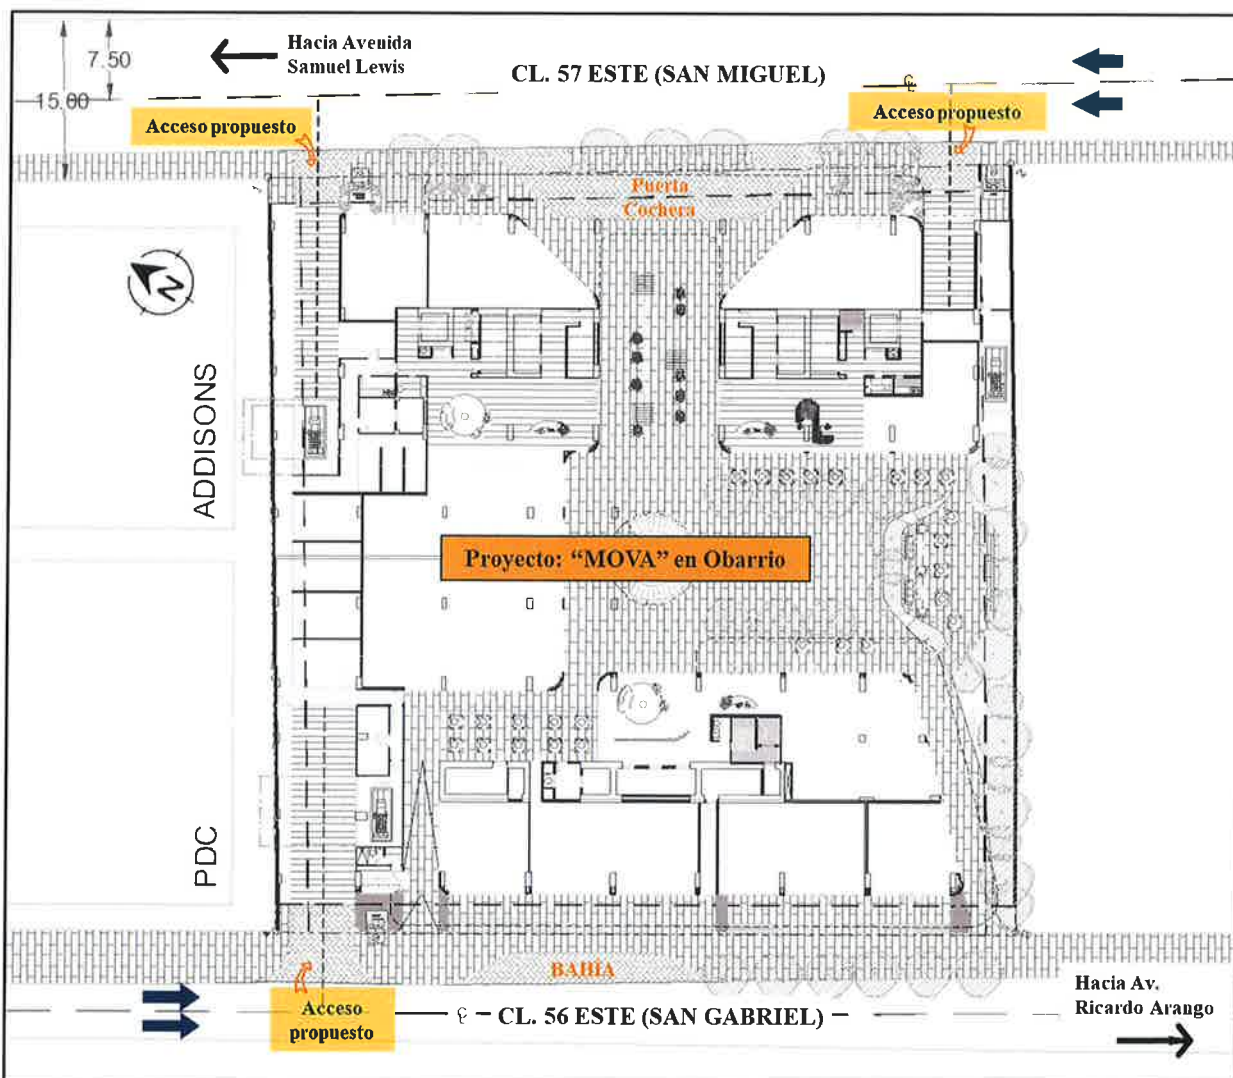 Hacia Avenida
Samuel Lewis
7.50
CL. 57 ESTE (SAN MIGUEL)
15.00
Acceso propuesto
Acceso propuesto
Puerta
Cochera
N
ADDISONS
Proyecto: “MOVA” en Obarrio
PDC
BAHÍA
Acceso
propuesto
CL. 56 ESTE (SAN GABRIEL)
Hacia Av.
Ricardo Arango